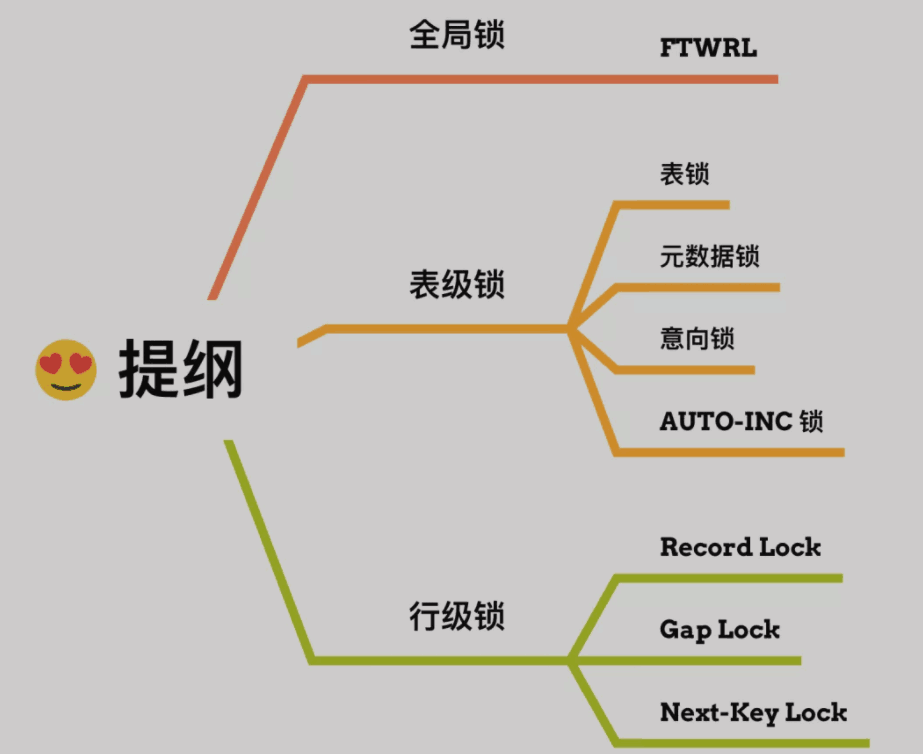 全局锁
FTWRL
表锁
元数据锁
表级锁
意向锁
😍 提纲
AUTO-INC 锁
Record Lock
行级锁
Gap Lock
Next-Key Lock